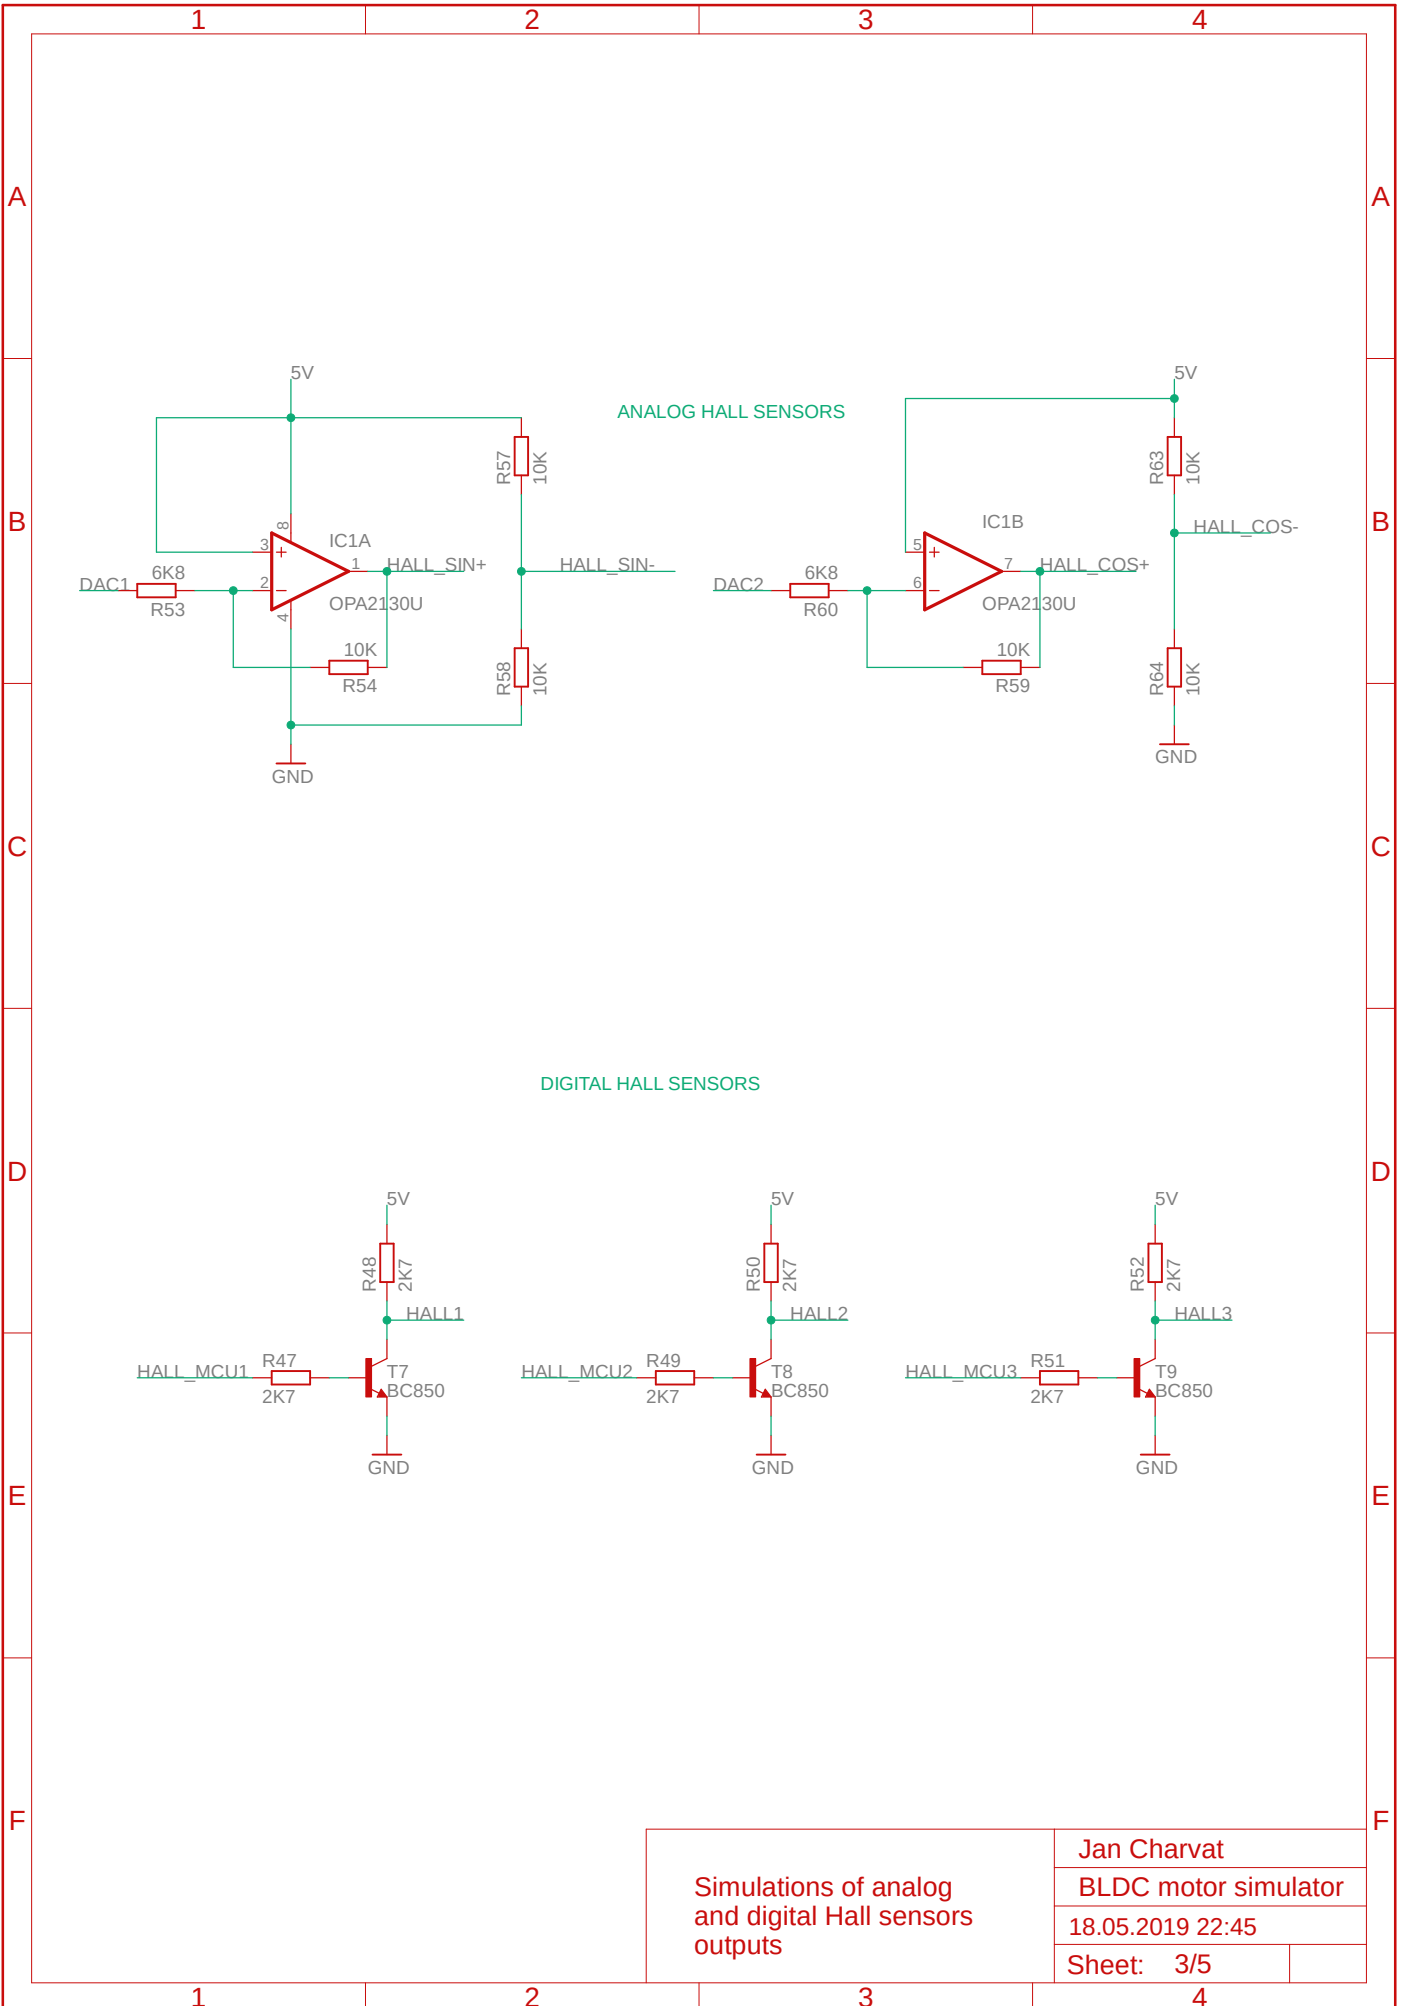 1 2 3 4
A A
5V 5V
ANALOG HALL SENSORS
R57 10K
R63 10K
B B
8
IC1A
3
HALL_SIN+
1
HALL_SIN-
DAC1
6K8
R53
2
4
OPA2130U
10K
R54
R58 10K
GND
IC1B
5
HALL_COS-
7
HALL_COS+
DAC2
6K8
R60
6
OPA2130U
10K
R59
R64 10K
GND
C C
DIGITAL HALL SENSORS
D D
5V 5V 5V
R48 2K7
R50 2K7
R52 2K7
HALL1 HALL2 HALL3
HALL_MCU1
R47
2K7
T7
BC850
GND
HALL_MCU2
R49
2K7
T8
BC850
GND
HALL_MCU3
R51
2K7
T9
BC850
GND
E E
F F
Simulations of analog
and digital Hall sensors
outputs
Jan Charvat
BLDC motor simulator
18.05.2019 22:45
Sheet: 3/5
1 2 3 4